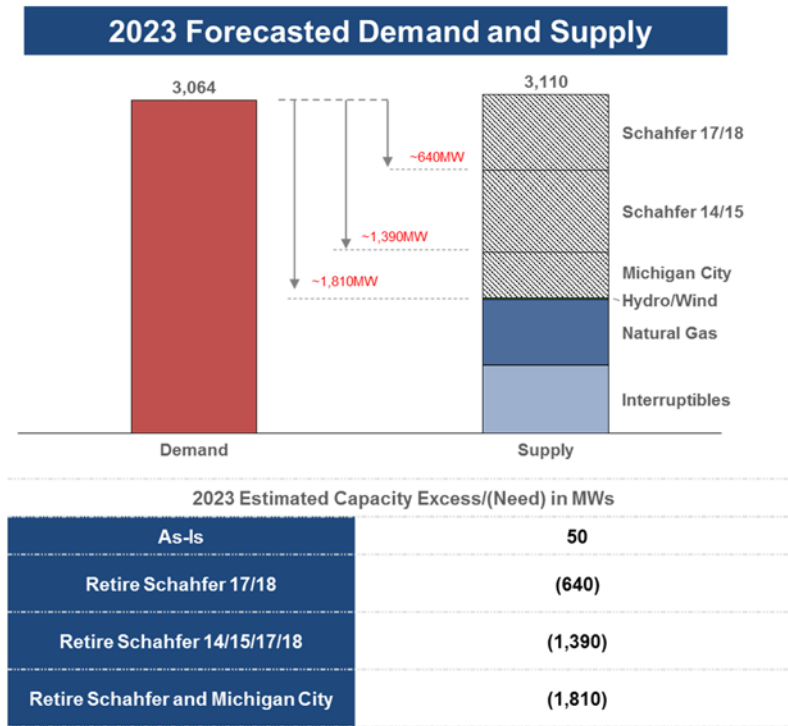 2023 Forecasted Demand and Supply
3,064
3,110
Schahfer 17/18
~640MW
Schahfer 14/15
~1,390MW
Michigan City
~1,810MW
~Hydro/Wind
Natural Gas
Interruptibles
Demand
Supply
2023 Estimated Capacity Excess/(Need) in MWs
As-Is
50
Retire Schahfer 17/18
(640)
Retire Schahfer 14/15/17/18
(1,390)
Retire Schahfer and Michigan City
(1,810)